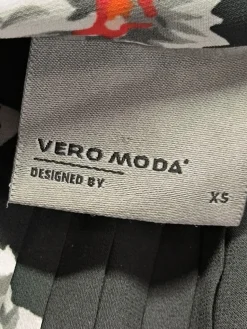 VERO MODA
DESIGNED BY
XS